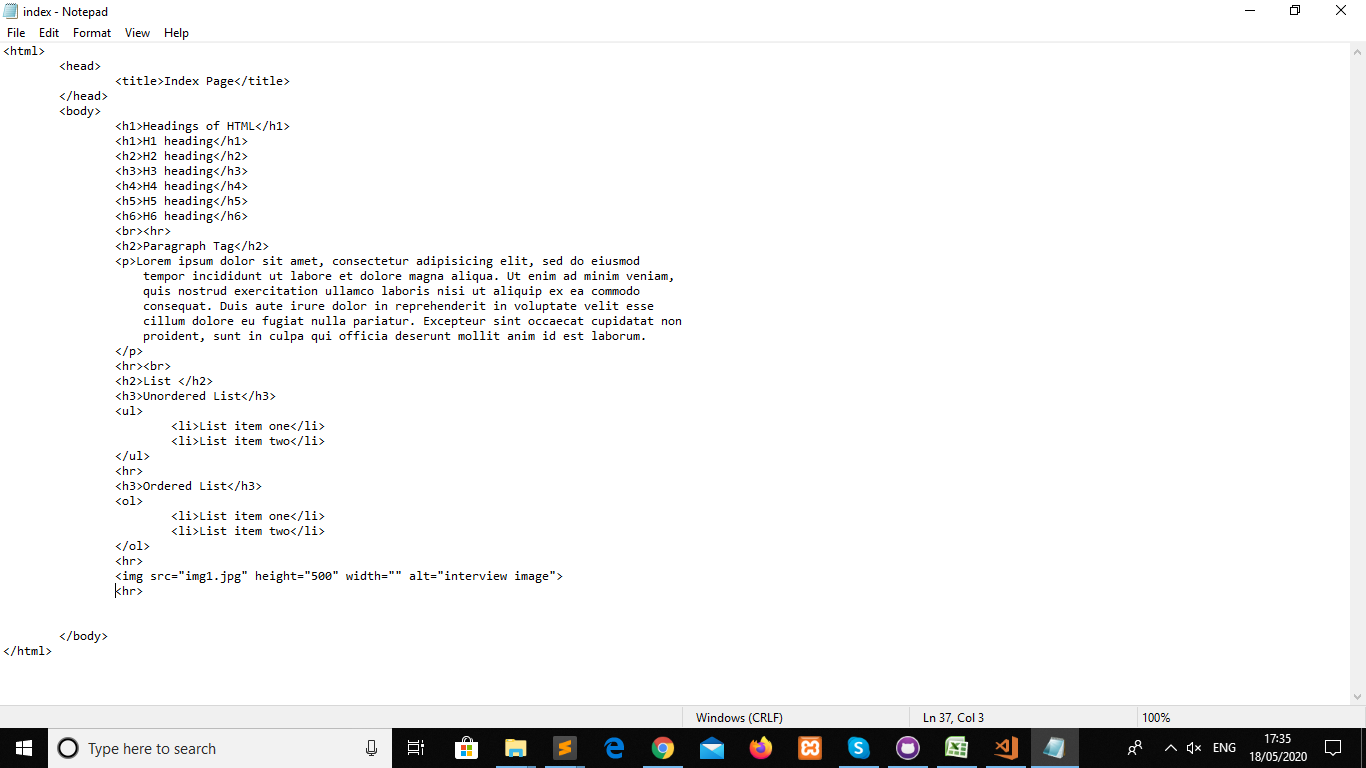 index - Notepad
File Edit Format View Help
<html>
<head>
<title>Index Page</title>
</head>
<body>
<h1>Headings of HTML</h1>
<h1>H1 heading</h1>
<h2>H2 heading</h2>
<h3>H3 heading</h3>
<h4>H4 heading</h4>
<h5>H5 heading</h5>
<h6>H6 heading</h6>
<br><hr>
<h2>Paragraph Tag</h2>
<p>Lorem ipsum dolor sit amet, consectetur adipisicing elit, sed do eiusmod
tempor incididunt ut labore et dolore magna aliqua. Ut enim ad minim veniam,
quis nostrud exercitation ullamco laboris nisi ut aliquip ex ea commodo
consequat. Duis aute irure dolor in reprehenderit in voluptate velit esse
cillum dolore eu fugiat nulla pariatur. Excepteur sint occaecat cupidatat non
proident, sunt in culpa qui officia deserunt mollit anim id est laborum.
</p>
<hr><br>
<h2>List </h2>
<h3>Unordered List</h3>
<ul>
<li>List item one</li>
<li>List item two</li>
</ul>
<hr>
<h3>Ordered List</h3>
<ol>
<li>List item one</li>
<li>List item two</li>
</ol>
<hr>
<img src="img1.jpg" height="500" width="" alt="interview image">
<hr>
</body>
</html>
Windows (CRLF) Ln 37, Col 3 100%
Type here to search
ENG
17:35
18/05/2020